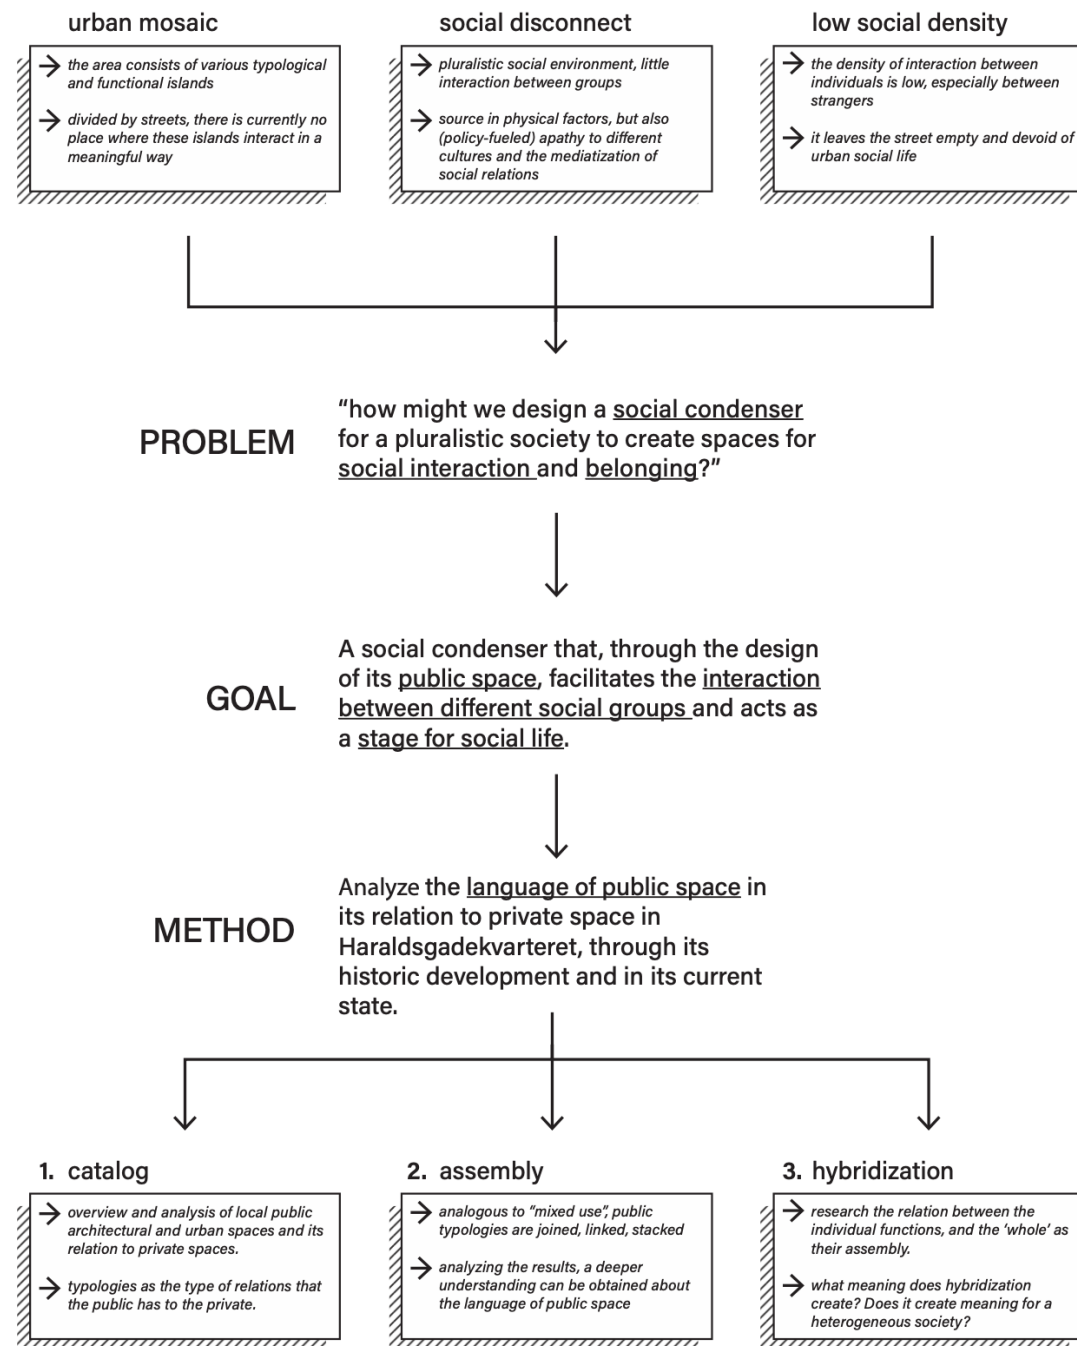 urban mosaic
the area consists of various typological
and functional islands
divided by streets, there is currently no
place where these islands interact in a
meaningful way
social disconnect
pluralistic social environment, little
interaction between groups
source in physical factors, but also
(policy-fueled) apathy to different
cultures and the mediatization of
social relations
low social density
the density of interaction between
individuals is low, especially between
strangers
it leaves the street empty and devoid of
urban social life
PROBLEM
“how might we design a social condenser
for a pluralistic society to create spaces for
social interaction and belonging?”
GOAL
A social condenser that, through the design
of its public space, facilitates the interaction
between different social groups and acts as
a stage for social life.
METHOD
Analyze the language of public space in
its relation to private space in
Haraldsgadekvarteret, through its
historic development and in its current
state.
1. catalog
overview and analysis of local public
architectural and urban spaces and its
relation to private spaces.
typologies as the type of relations that
the public has to the private.
2. assembly
analogous to “mixed use”, public
typologies are joined, linked, stacked
analyzing the results, a deeper
understanding can be obtained about
the language of public space
3. hybridization
research the relation between the
individual functions, and the ‘whole’ as
their assembly.
what meaning does hybridization
create? Does it create meaning for a
heterogeneous society?